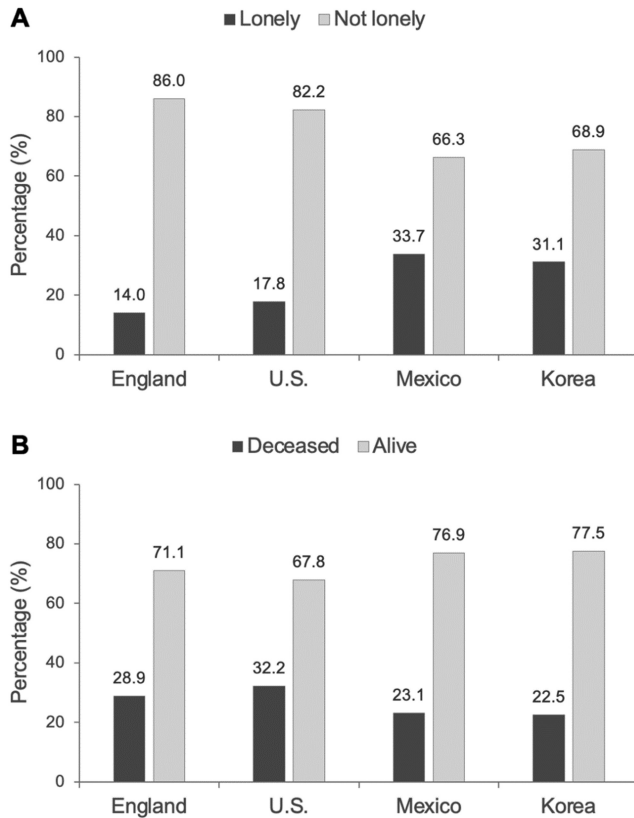 A
Lonely Not lonely
Percentage (%)
100
80
60
40
20
0
14.0 86.0 17.8 82.2 33.7 66.3 31.1 68.9
England U.S. Mexico Korea
B
Deceased Alive
Percentage (%)
100
80
60
40
20
0
28.9 71.1 32.2 67.8 23.1 76.9 22.5 77.5
England U.S. Mexico Korea